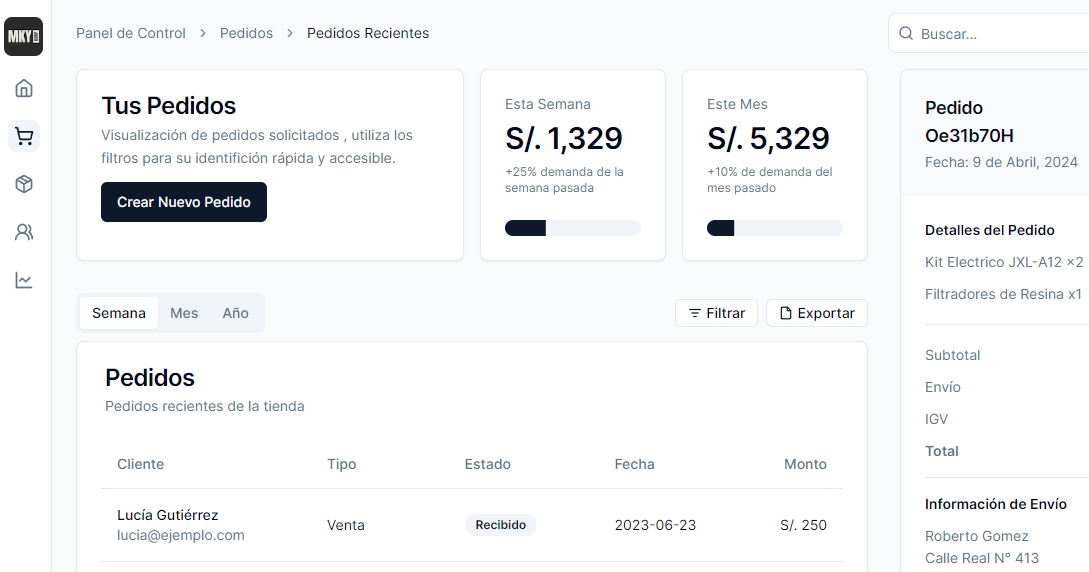 MKY
Panel de Control > Pedidos > Pedidos Recientes
Buscar...
Tus Pedidos
Visualización de pedidos solicitados , utiliza los
filtros para su identifición rápida y accesible.
Crear Nuevo Pedido
Esta Semana
S/. 1,329
+25% demanda de la
semana pasada
Este Mes
S/. 5,329
+10% de demanda del
mes pasado
Semana Mes Año
Filtrar
Exportar
Pedidos
Pedidos recientes de la tienda
Cliente Tipo Estado Fecha Monto
Lucía Gutiérrez
lucia@ejemplo.com
Venta Recibido 2023-06-23 S/. 250
Pedido
Oe31b70H
Fecha: 9 de Abril, 2024
Detalles del Pedido
Kit Electrico JXL-A12 ×2
Filtradores de Resina x1
Subtotal
Envío
IGV
Total
Información de Envío
Roberto Gomez
Calle Real N° 413